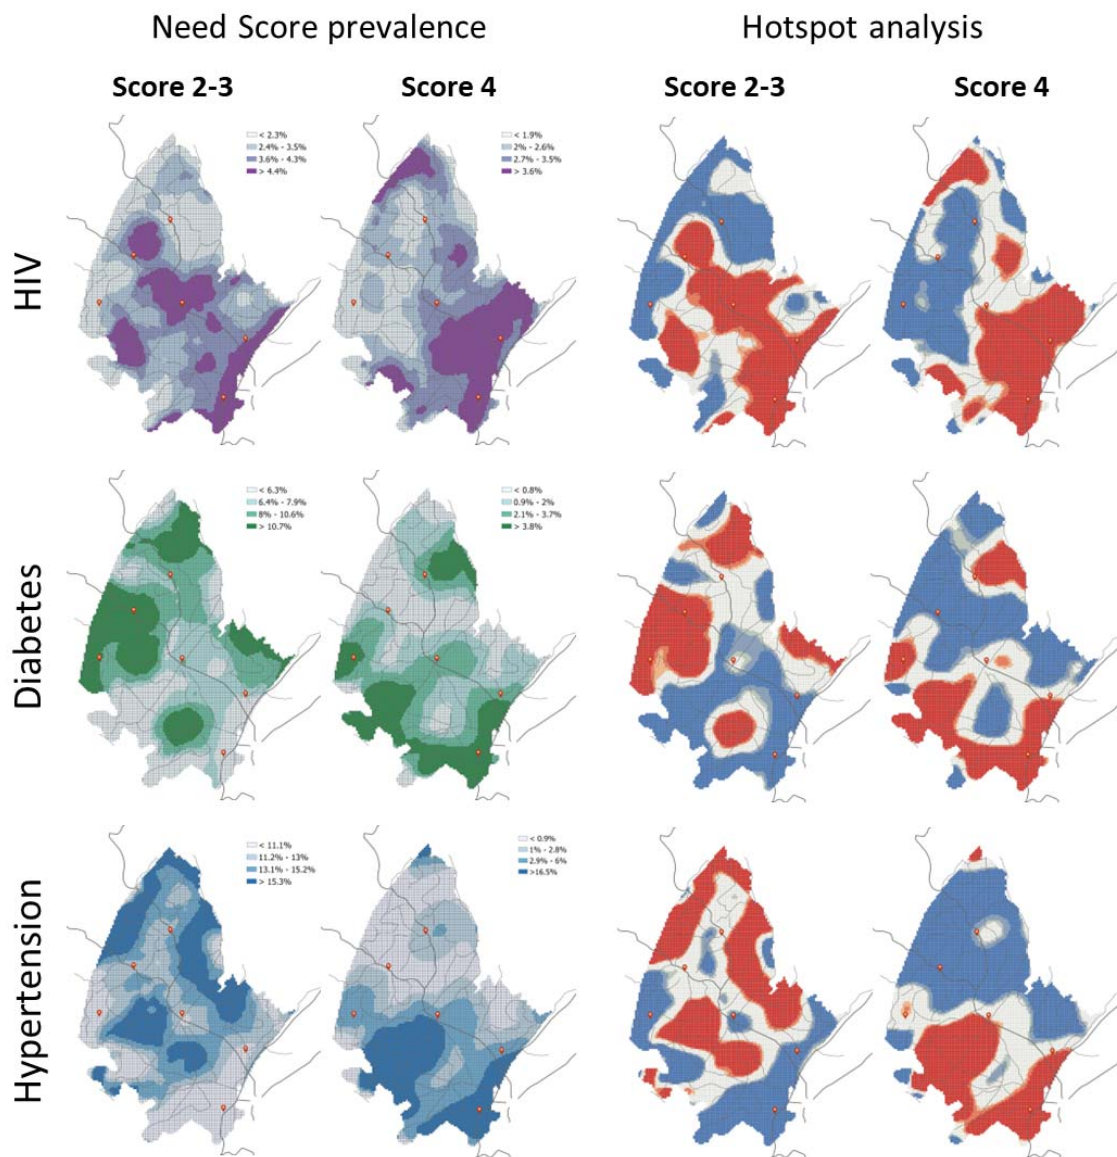 Need Score prevalence
Hotspot analysis
Score 2-3
Score 4
Score 2-3
Score 4
HIV
< 2.3%
2.4% - 3.5%
3.6% - 4.3%
> 4.4%
< 1.9%
2% - 2.6%
2.7% - 3.5%
> 3.6%
Diabetes
< 6.3%
6.4% - 7.9%
8% - 10.6%
> 10.7%
< 0.8%
0.9% - 2%
2.1% - 3.7%
> 3.8%
Hypertension
< 11.1%
11.2% - 13%
13.1% - 15.2%
> 15.3%
< 0.9%
1% - 2.8%
2.9% - 6%
>16.5%